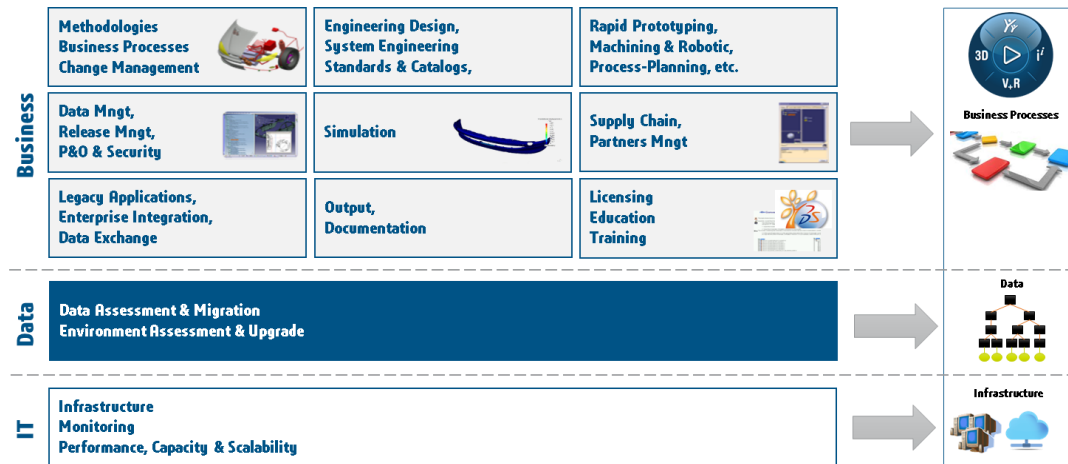 Business
Methodologies
Business Processes
Change Management
Engineering Design,
System Engineering
Standards & Catalogs,
Rapid Prototyping,
Machining & Robotic,
Process-Planning, etc.
Data Mngt,
Release Mngt,
P&O & Security
Simulation
Supply Chain,
Partners Mngt
Legacy Applications,
Enterprise Integration,
Data Exchange
Output,
Documentation
Licensing
Education
Training
3D
V+R
Business Processes
Data
Data Assessment & Migration
Environment Assessment & Upgrade
Data
IT
Infrastructure
Monitoring
Performance, Capacity & Scalability
Infrastructure